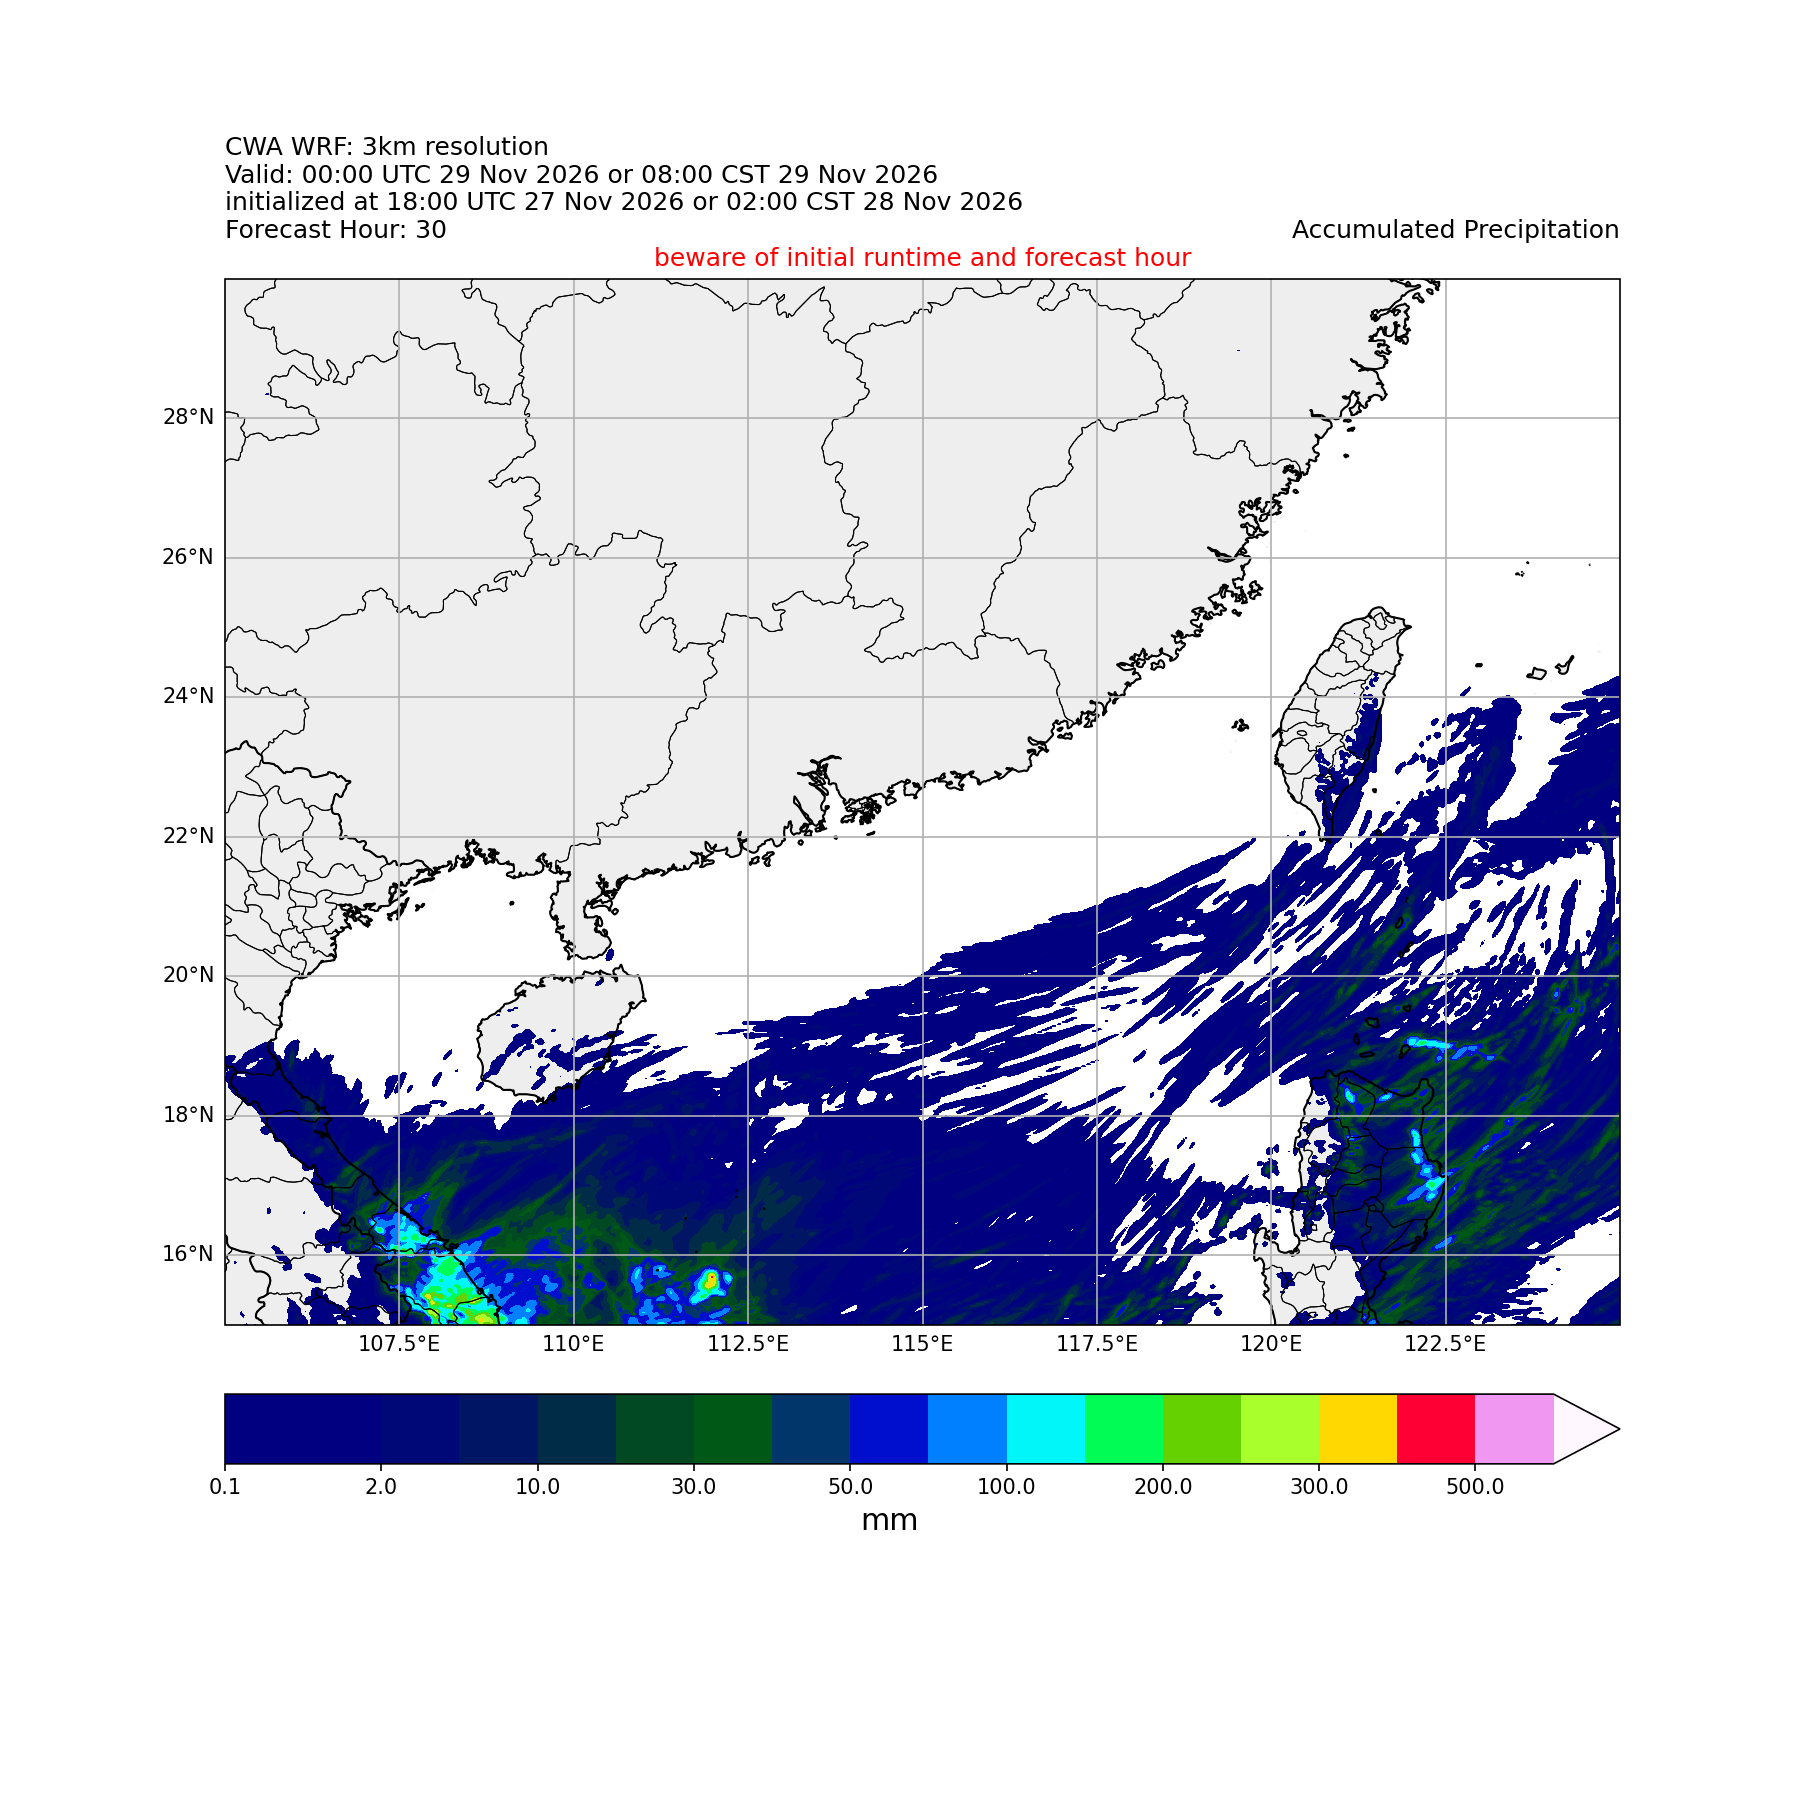 CWA WRF: 3km resolution
Valid: 00:00 UTC 29 Nov 2026 or 08:00 CST 29 Nov 2026
initialized at 18:00 UTC 27 Nov 2026 or 02:00 CST 28 Nov 2026
Forecast Hour: 30
Accumulated Precipitation
beware of initial runtime and forecast hour
28°N
26°N
24°N
22°N
20°N
18°N
16°N
107.5°E 110°E 112.5°E 115°E 117.5°E 120°E 122.5°E
0.1 2.0 10.0 30.0 50.0 100.0 200.0 300.0 500.0
mm